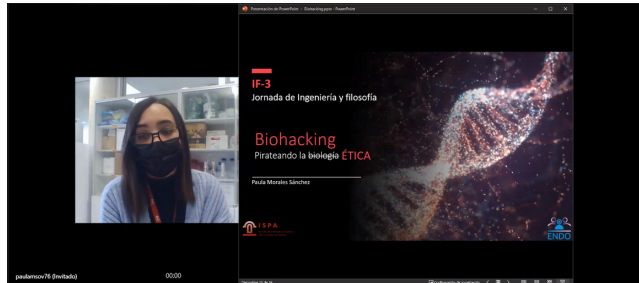 Presentación de PowerPoint - Biohacking.pptx - PowerPoint
IF-3
Jornada de Ingeniería y filosofía
Biohacking
Pirateando la biología ÉTICA
Paula Morales Sánchez
ISPA
ENDO
paulamsov76 (Invitado)
00:00